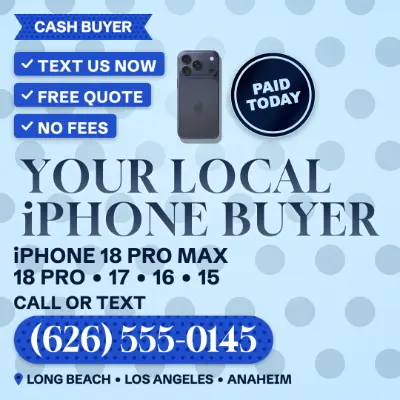 CASH BUYER
✓ TEXT US NOW
✓ FREE QUOTE
✓ NO FEES
PAID
TODAY
YOUR LOCAL
iPHONE BUYER
iPHONE 18 PRO MAX
18 PRO • 17 • 16 • 15
CALL OR TEXT
(626) 555-0145
LONG BEACH • LOS ANGELES • ANAHEIM